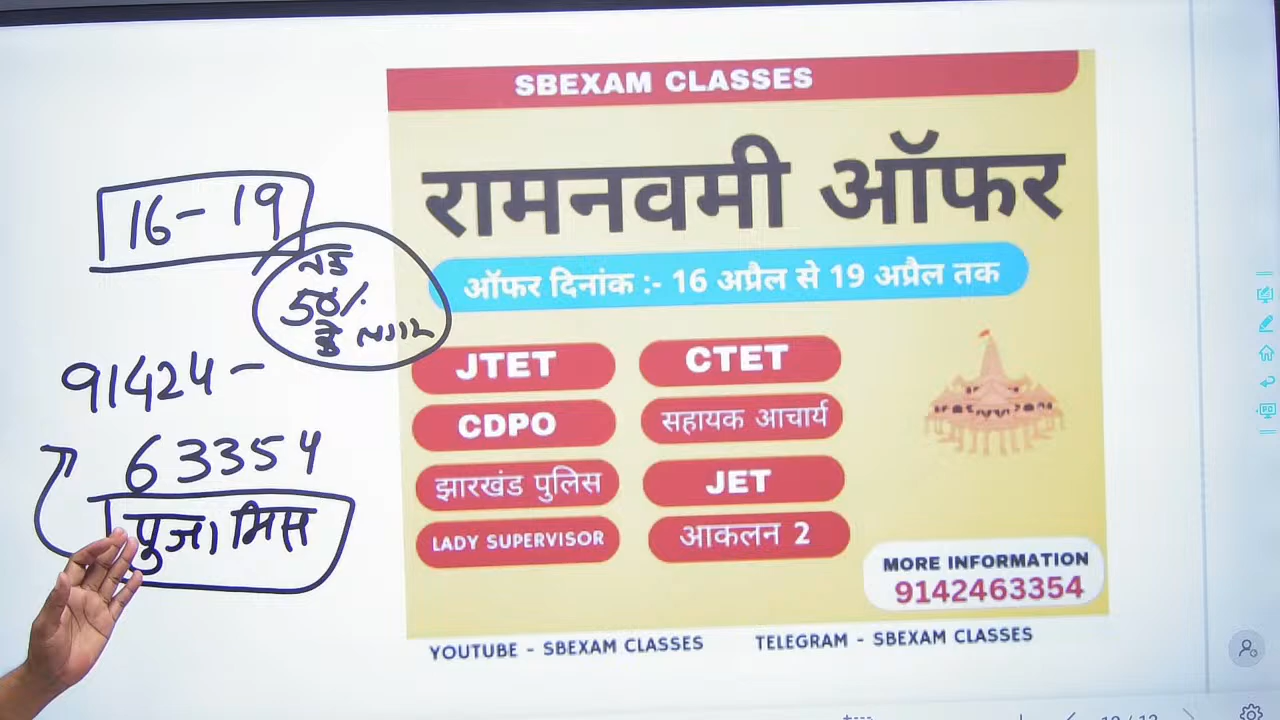 SBEXAM CLASSES
रामनवमी ऑफर
ऑफर दिनांक :- 16 अप्रैल से 19 अप्रैल तक
JTET
CTET
CDPO
सहायक आचार्य
झारखंड पुलिस
JET
LADY SUPERVISOR
आकलन 2
MORE INFORMATION
9142463354
YOUTUBE - SBEXAM CLASSES
TELEGRAM - SBEXAM CLASSES
16 - 19
50%
91424 -
63354
पुजा मिस